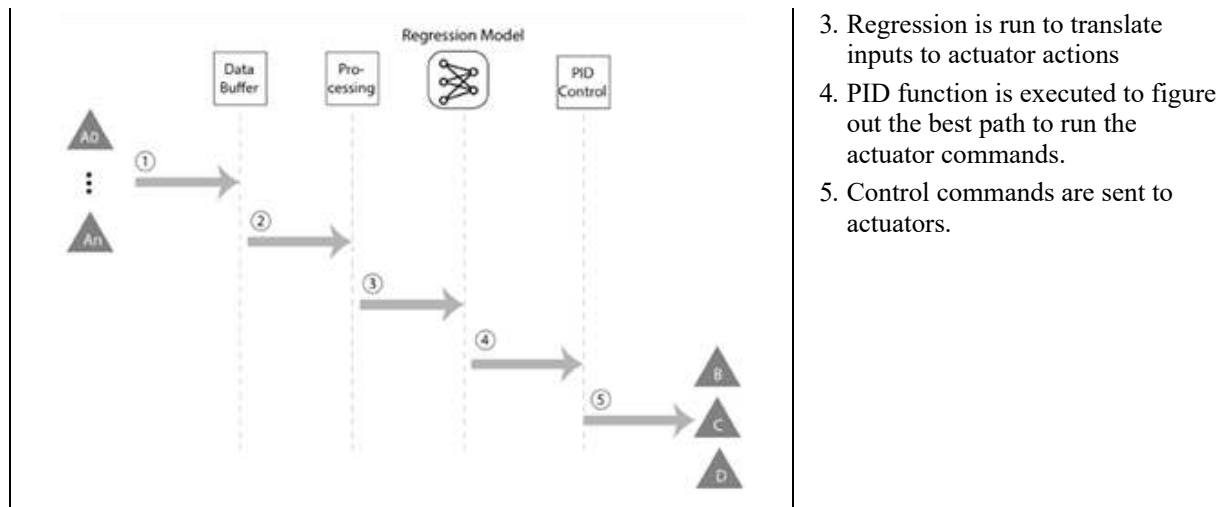 Regression Model
Data
Buffer
Pro-
cessing
PID
Control
A0
An
①
②
③
④
⑤
B
C
D
3. Regression is run to translate
inputs to actuator actions
4. PID function is executed to figure
out the best path to run the
actuator commands.
5. Control commands are sent to
actuators.